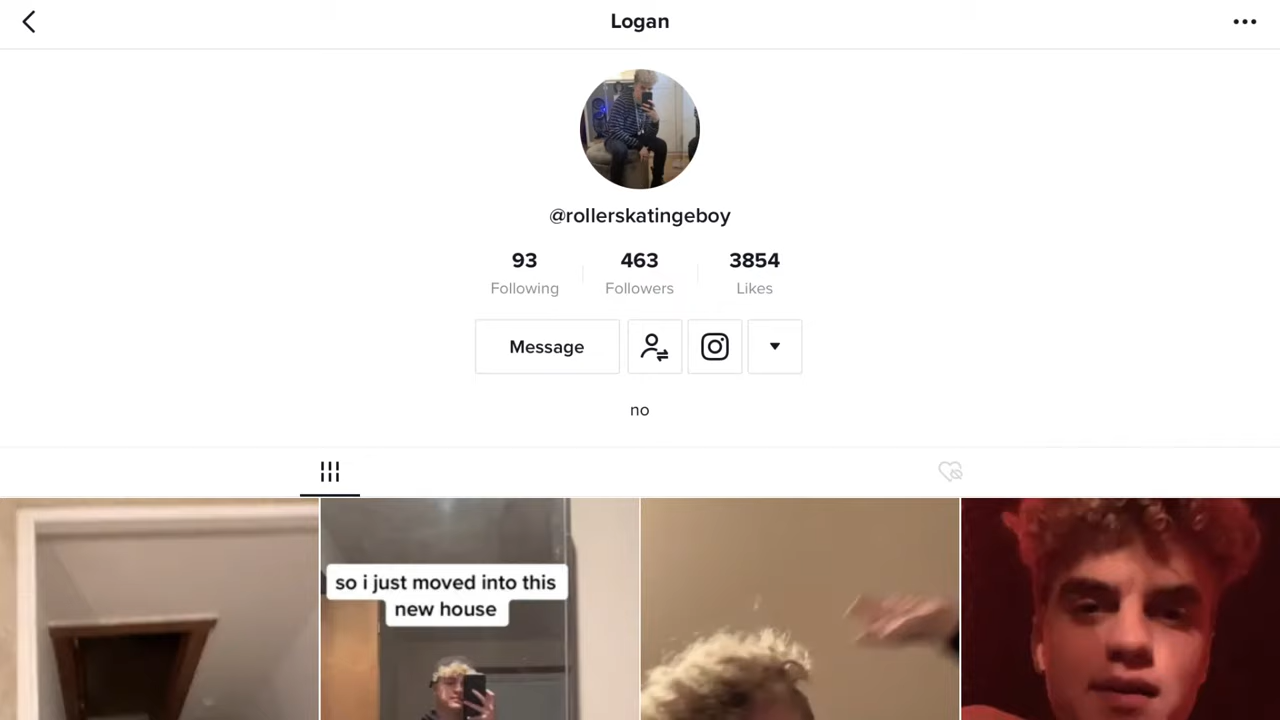 Logan
@rollerskatingeboy
93
463
3854
Following
Followers
Likes
Message
no
so i just moved into this
new house